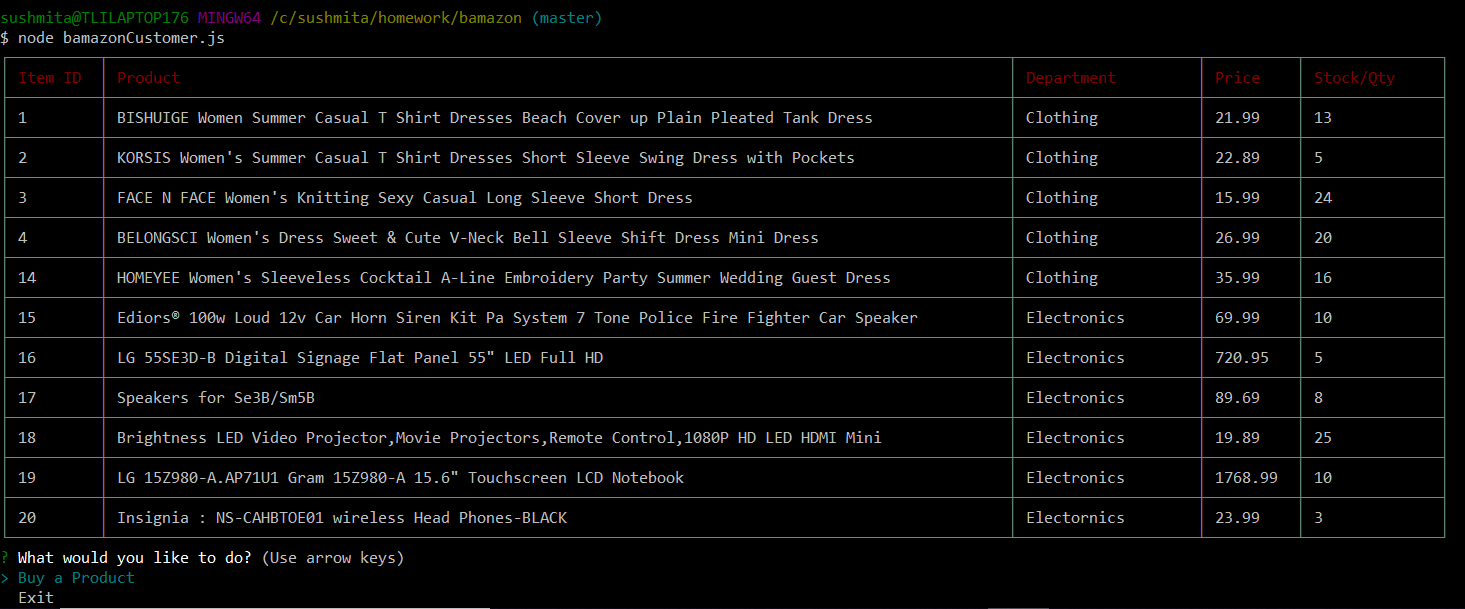 sushmita@TLILAPTOP176 MINGW64 /c/sushmita/homework/bamazon (master)
$ node bamazonCustomer.js
Item ID Product Department Price Stock/Qty
1 BISHUIGE Women Summer Casual T Shirt Dresses Beach Cover up Plain Pleated Tank Dress Clothing 21.99 13
2 KORSIS Women's Summer Casual T Shirt Dresses Short Sleeve Swing Dress with Pockets Clothing 22.89 5
3 FACE N FACE Women's Knitting Sexy Casual Long Sleeve Short Dress Clothing 15.99 24
4 BELONGSCI Women's Dress Sweet & Cute V-Neck Bell Sleeve Shift Dress Mini Dress Clothing 26.99 20
14 HOMEYEE Women's Sleeveless Cocktail A-Line Embroidery Party Summer Wedding Guest Dress Clothing 35.99 16
15 Ediors® 100w Loud 12v Car Horn Siren Kit Pa System 7 Tone Police Fire Fighter Car Speaker Electronics 69.99 10
16 LG 55SE3D-B Digital Signage Flat Panel 55" LED Full HD Electronics 720.95 5
17 Speakers for Se3B/Sm5B Electronics 89.69 8
18 Brightness LED Video Projector,Movie Projectors,Remote Control,1080P HD LED HDMI Mini Electronics 19.89 25
19 LG 15Z980-A.AP71U1 Gram 15Z980-A 15.6" Touchscreen LCD Notebook Electronics 1768.99 10
20 Insignia : NS-CAHBTOE01 wireless Head Phones-BLACK Electornics 23.99 3
? What would you like to do? (Use arrow keys)
> Buy a Product
Exit